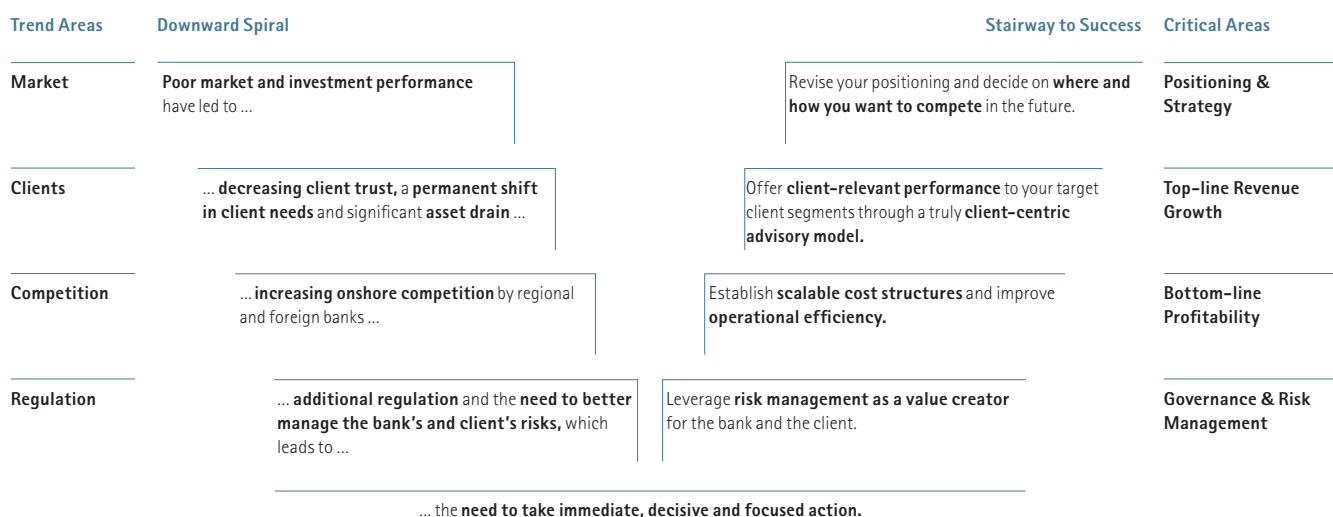 Trend Areas
Downward Spiral
Stairway to Success
Critical Areas
Market
Poor market and investment performance
have led to ...
Revise your positioning and decide on where and
how you want to compete in the future.
Positioning &
Strategy
Clients
... decreasing client trust, a permanent shift
in client needs and significant asset drain ...
Offer client-relevant performance to your target
client segments through a truly client-centric
advisory model.
Top-line Revenue
Growth
Competition
... increasing onshore competition by regional
and foreign banks ...
Establish scalable cost structures and improve
operational efficiency.
Bottom-line
Profitability
Regulation
... additional regulation and the need to better
manage the bank's and client's risks, which
leads to ...
Leverage risk management as a value creator
for the bank and the client.
Governance & Risk
Management
... the need to take immediate, decisive and focused action.